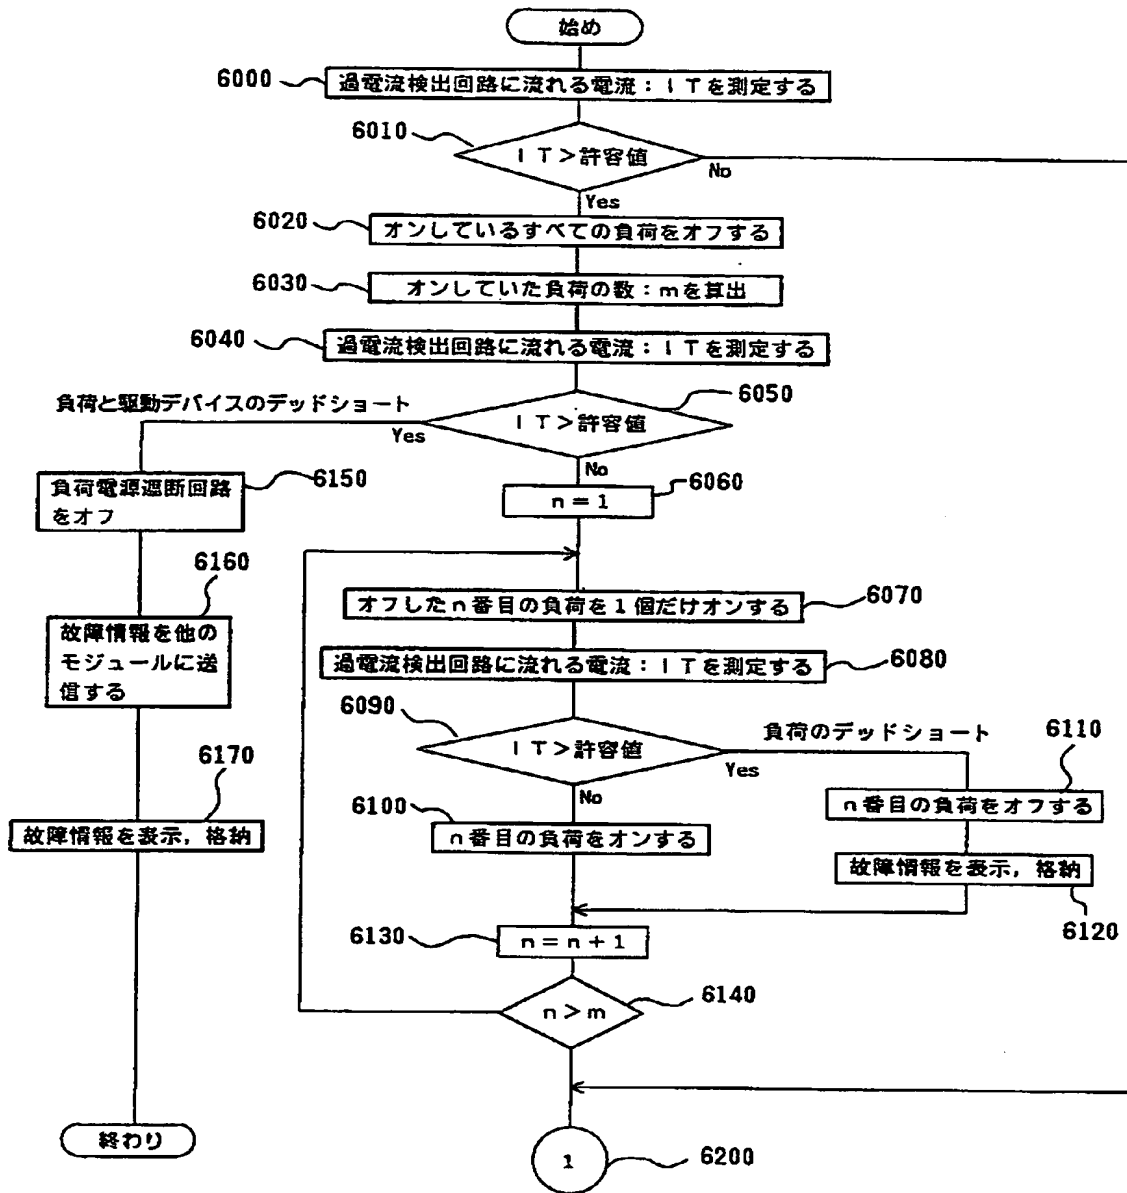 始め
6000
過電流検出回路に流れる電流:ITを測定する
6010
IT>許容値
No
Yes
6020
オンしているすべての負荷をオフする
6030
オンしていた負荷の数:mを算出
6040
過電流検出回路に流れる電流:ITを測定する
負荷と駆動デバイスのデッドショート
6050
IT>許容値
Yes
No
6150
負荷電源遮断回路
をオフ
6060
n=1
6160
故障情報を他の
モジュールに送
信する
6070
オフしたn番目の負荷を1個だけオンする
6080
過電流検出回路に流れる電流:ITを測定する
6090
IT>許容値
負荷のデッドショート
Yes
No
6110
n番目の負荷をオフする
6170
故障情報を表示,格納
6100
n番目の負荷をオンする
故障情報を表示,格納
6120
6130
n=n+1
6140
n>m
終わり
1
6200